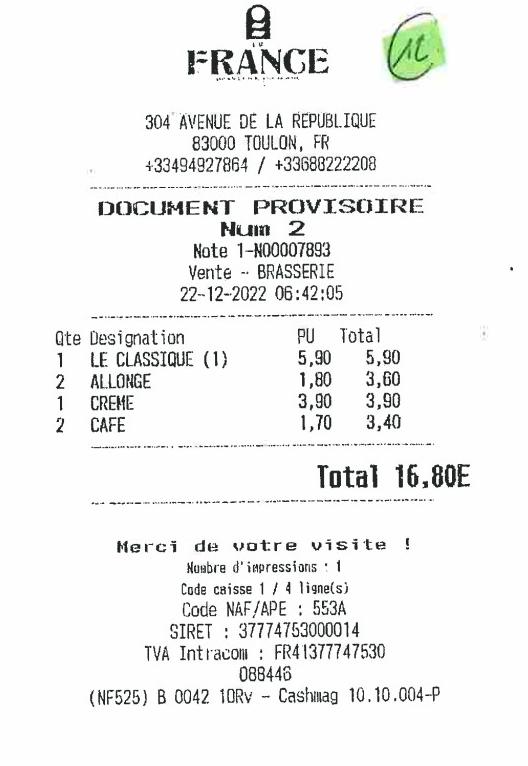 FRANCE
12
304 AVENUE DE LA REPUBLIQUE
83000 TOULON, FR
+33494927864 / +33688222208
DOCUMENT PROVISOIRE
Num 2
Note 1-N00007893
Vente - BRASSERIE
22-12-2022 06:42:05
Qte Designation PU Total
1 LE CLASSIQUE (1) 5,90 5,90
2 ALLONGE 1,80 3,60
1 CREME 3,90 3,90
2 CAFE 1,70 3,40
Total 16,80E
Merci de votre visite !
Nombre d'impressions : 1
Code caisse 1 / 4 ligne(s)
Code NAF/APE : 553A
SIRET : 37774753000014
TVA Intracom : FR41377747530
088446
(NF525) B 0042 10Rv - Cashmag 10.10.004-P